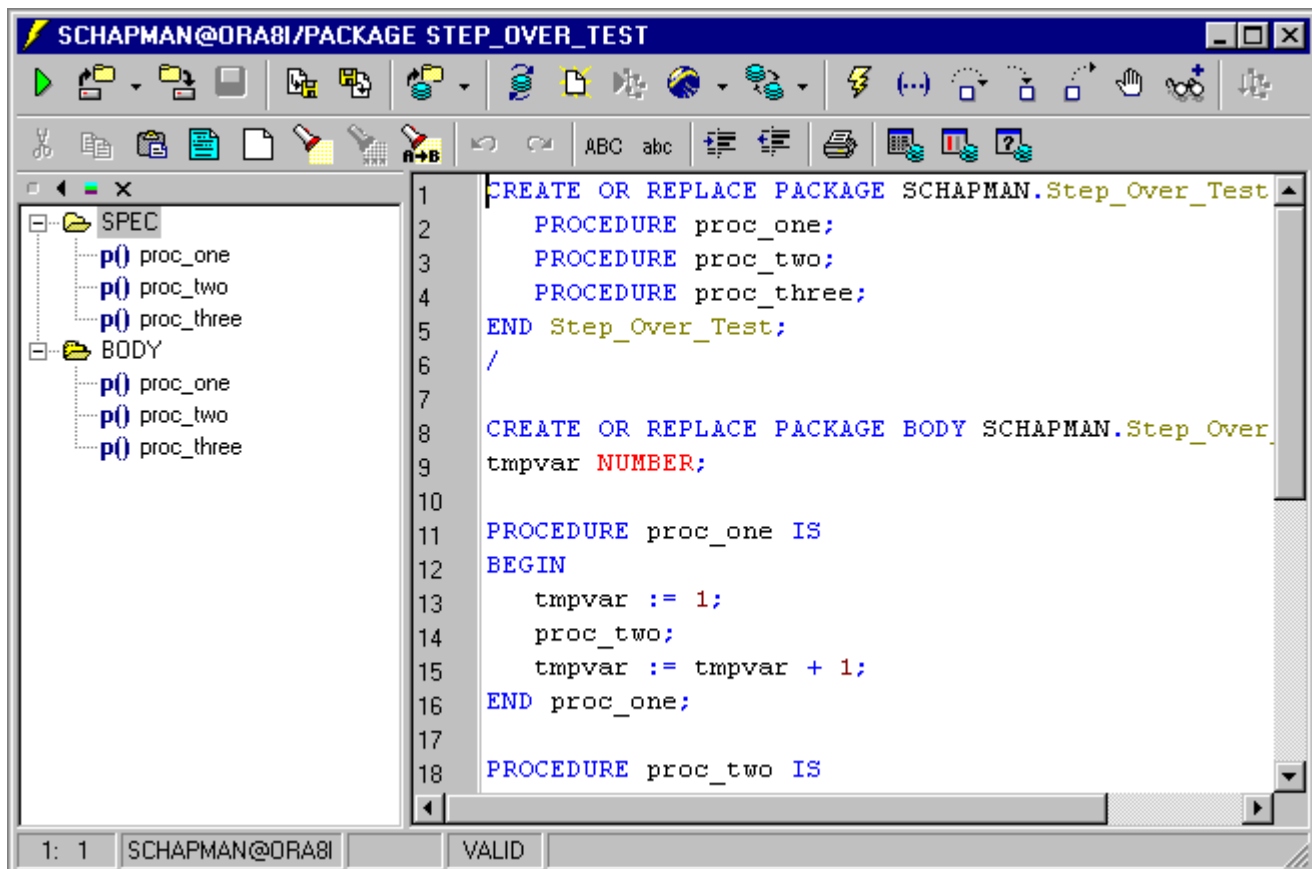 SCHAPMAN@ORA8I/PACKAGE STEP_OVER_TEST
(...)
A→B
ABC abc
?
SPEC
p() proc_one
p() proc_two
p() proc_three
BODY
p() proc_one
p() proc_two
p() proc_three
1 CREATE OR REPLACE PACKAGE SCHAPMAN.Step_Over_Test
2 PROCEDURE proc_one;
3 PROCEDURE proc_two;
4 PROCEDURE proc_three;
5 END Step_Over_Test;
6 /
7
8 CREATE OR REPLACE PACKAGE BODY SCHAPMAN.Step_Over_
9 tmpvar NUMBER;
10
11 PROCEDURE proc_one IS
12 BEGIN
13 tmpvar := 1;
14 proc_two;
15 tmpvar := tmpvar + 1;
16 END proc_one;
17
18 PROCEDURE proc_two IS
1: 1 SCHAPMAN@ORA8I VALID